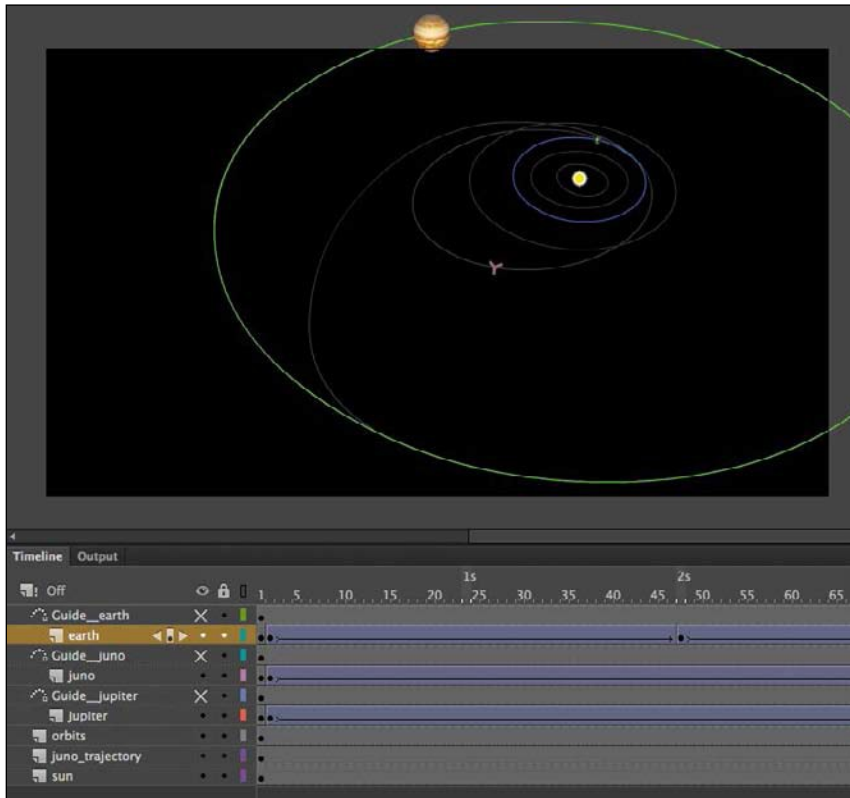 Timeline Output
1s 2s
Off
1 5 10 15 20 25 30 35 40 45 50 55 60 65
Guide__earth
earth
Guide__juno
juno
Guide__jupiter
Jupiter
orbits
juno_trajectory
sun